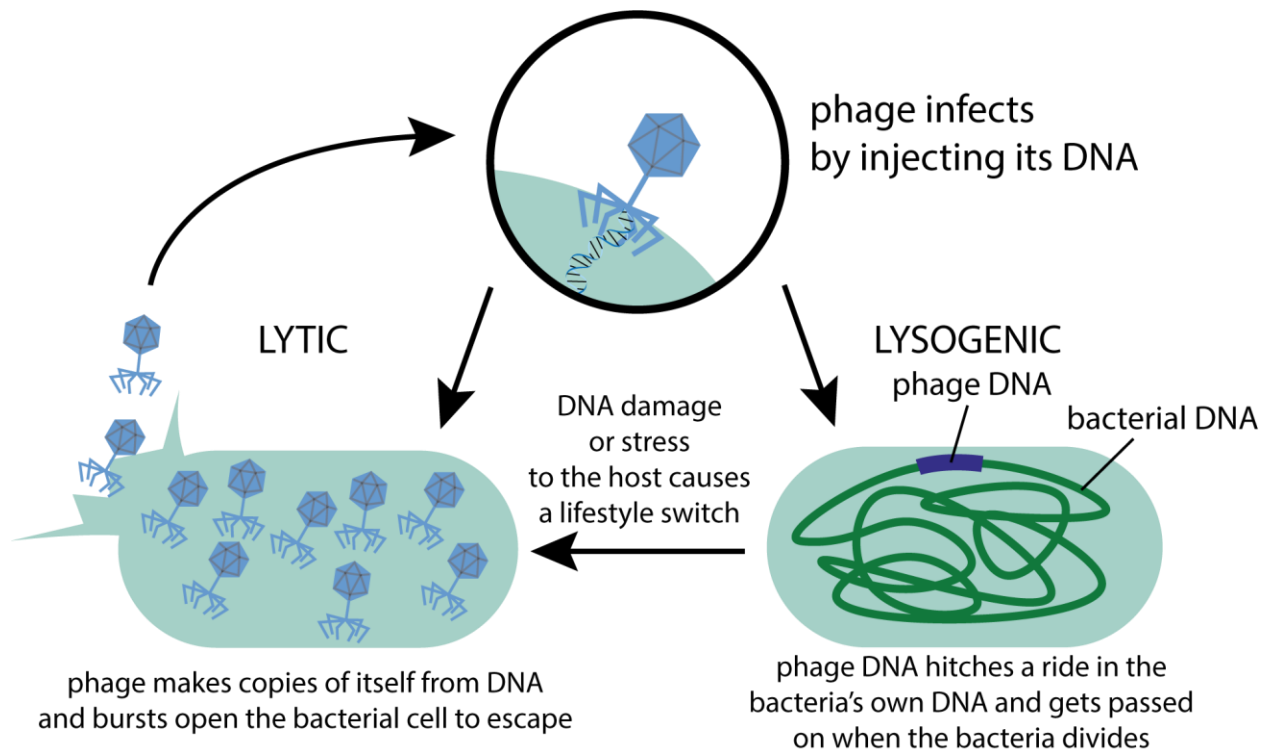 phage infects
by injecting its DNA
LYTIC
LYSOGENIC
phage DNA
bacterial DNA
DNA damage
or stress
to the host causes
a lifestyle switch
phage makes copies of itself from DNA
and bursts open the bacterial cell to escape
phage DNA hitches a ride in the
bacteria's own DNA and gets passed
on when the bacteria divides